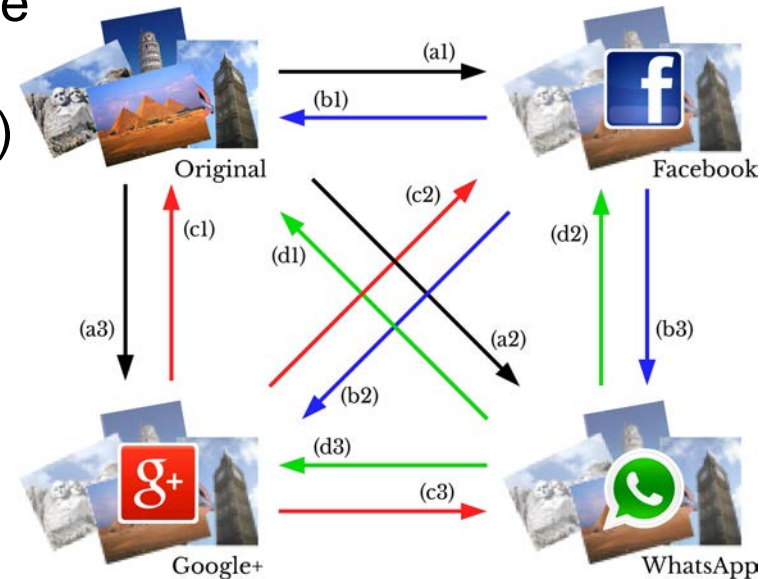 e
)
(a1)
(b1)
Original
Facebook
f
(c1)
(c2)
(d1)
(d2)
(a3)
(a2)
(b3)
(b2)
(d3)
(c3)
g+
Google+
WhatsApp